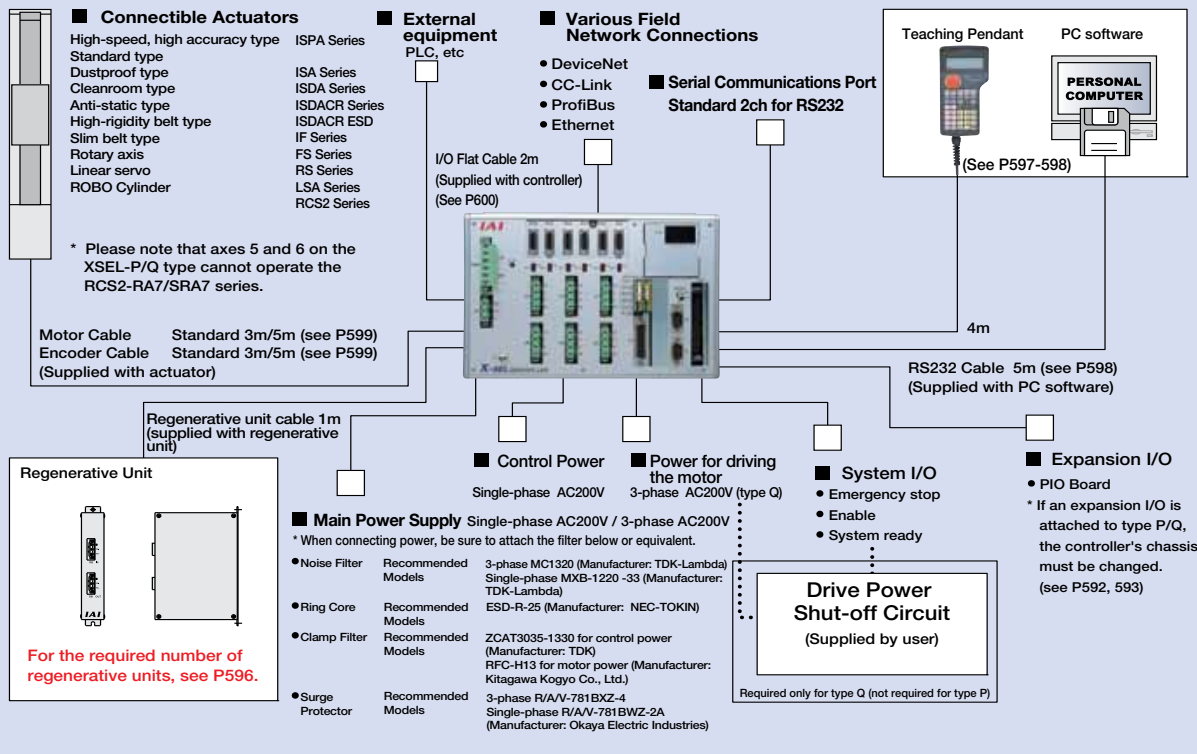 ■ Connectible Actuators
High-speed, high accuracy type ISPA Series
Standard type
Dustproof type ISA Series
Cleanroom type ISDA Series
Anti-static type ISDACR Series
High-rigidity belt type ISDACR ESD
Slim belt type IF Series
Rotary axis FS Series
Linear servo RS Series
ROBO Cylinder LSA Series
RCS2 Series
* Please note that axes 5 and 6 on the
XSEL-P/Q type cannot operate the
RCS2-RA7/SRA7 series.
Motor Cable Standard 3m/5m (see P599)
Encoder Cable Standard 3m/5m (see P599)
(Supplied with actuator)
■ External
equipment
PLC, etc
■ Various Field
Network Connections
● DeviceNet
● CC-Link
● ProfiBus
● Ethernet
I/O Flat Cable 2m
(Supplied with controller)
(See P600)
■ Serial Communications Port
Standard 2ch for RS232
Teaching Pendant
PC software
PERSONAL
COMPUTER
(See P597-598)
IAI
X-SEL
4m
RS232 Cable 5m (see P598)
(Supplied with PC software)
Regenerative unit cable 1m
(supplied with regenerative
unit)
Regenerative Unit
IAI
For the required number of
regenerative units, see P596.
■ Control Power
Single-phase AC200V
■ Power for driving
the motor
3-phase AC200V (type Q)
■ System I/O
● Emergency stop
● Enable
● System ready
■ Expansion I/O
● PIO Board
* If an expansion I/O is
attached to type P/Q,
the controller's chassis
must be changed.
(see P592, 593)
■ Main Power Supply Single-phase AC200V / 3-phase AC200V
* When connecting power, be sure to attach the filter below or equivalent.
● Noise Filter Recommended Models 3-phase MC1320 (Manufacturer: TDK-Lambda)
Single-phase MXB-1220 -33 (Manufacturer:
TDK-Lambda)
● Ring Core Recommended Models ESD-R-25 (Manufacturer: NEC-TOKIN)
● Clamp Filter Recommended Models ZCAT3035-1330 for control power
(Manufacturer: TDK)
RFC-H13 for motor power (Manufacturer:
Kitagawa Kogyo Co., Ltd.)
● Surge Protector Recommended Models 3-phase R/A/V-781BXZ-4
Single-phase R/A/V-781BWZ-2A
(Manufacturer: Okaya Electric Industries)
Drive Power
Shut-off Circuit
(Supplied by user)
Required only for type Q (not required for type P)